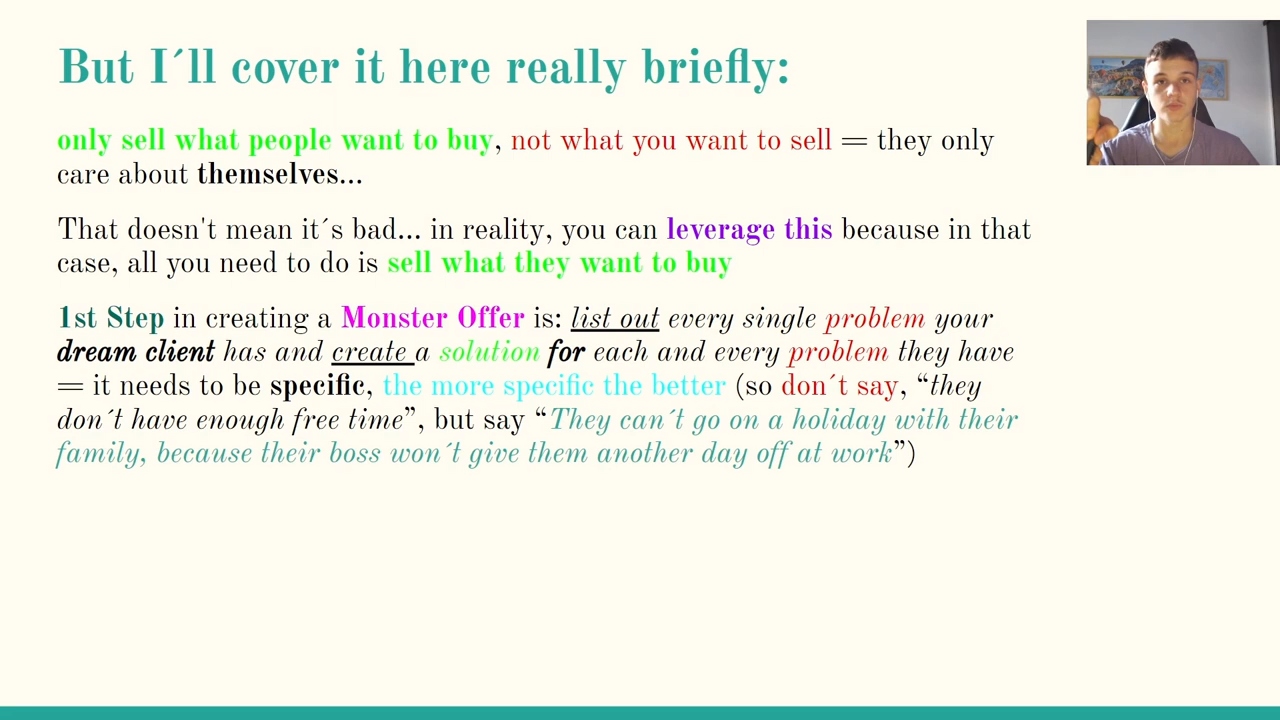 But I´ll cover it here really briefly:
only sell what people want to buy, not what you want to sell = they only
care about themselves...
That doesn't mean it´s bad... in reality, you can leverage this because in that
case, all you need to do is sell what they want to buy
1st Step in creating a Monster Offer is: list out every single problem your
dream client has and create a solution for each and every problem they have
= it needs to be specific, the more specific the better (so don´t say, “they
don´t have enough free time”, but say “They can´t go on a holiday with their
family, because their boss won´t give them another day off at work”)